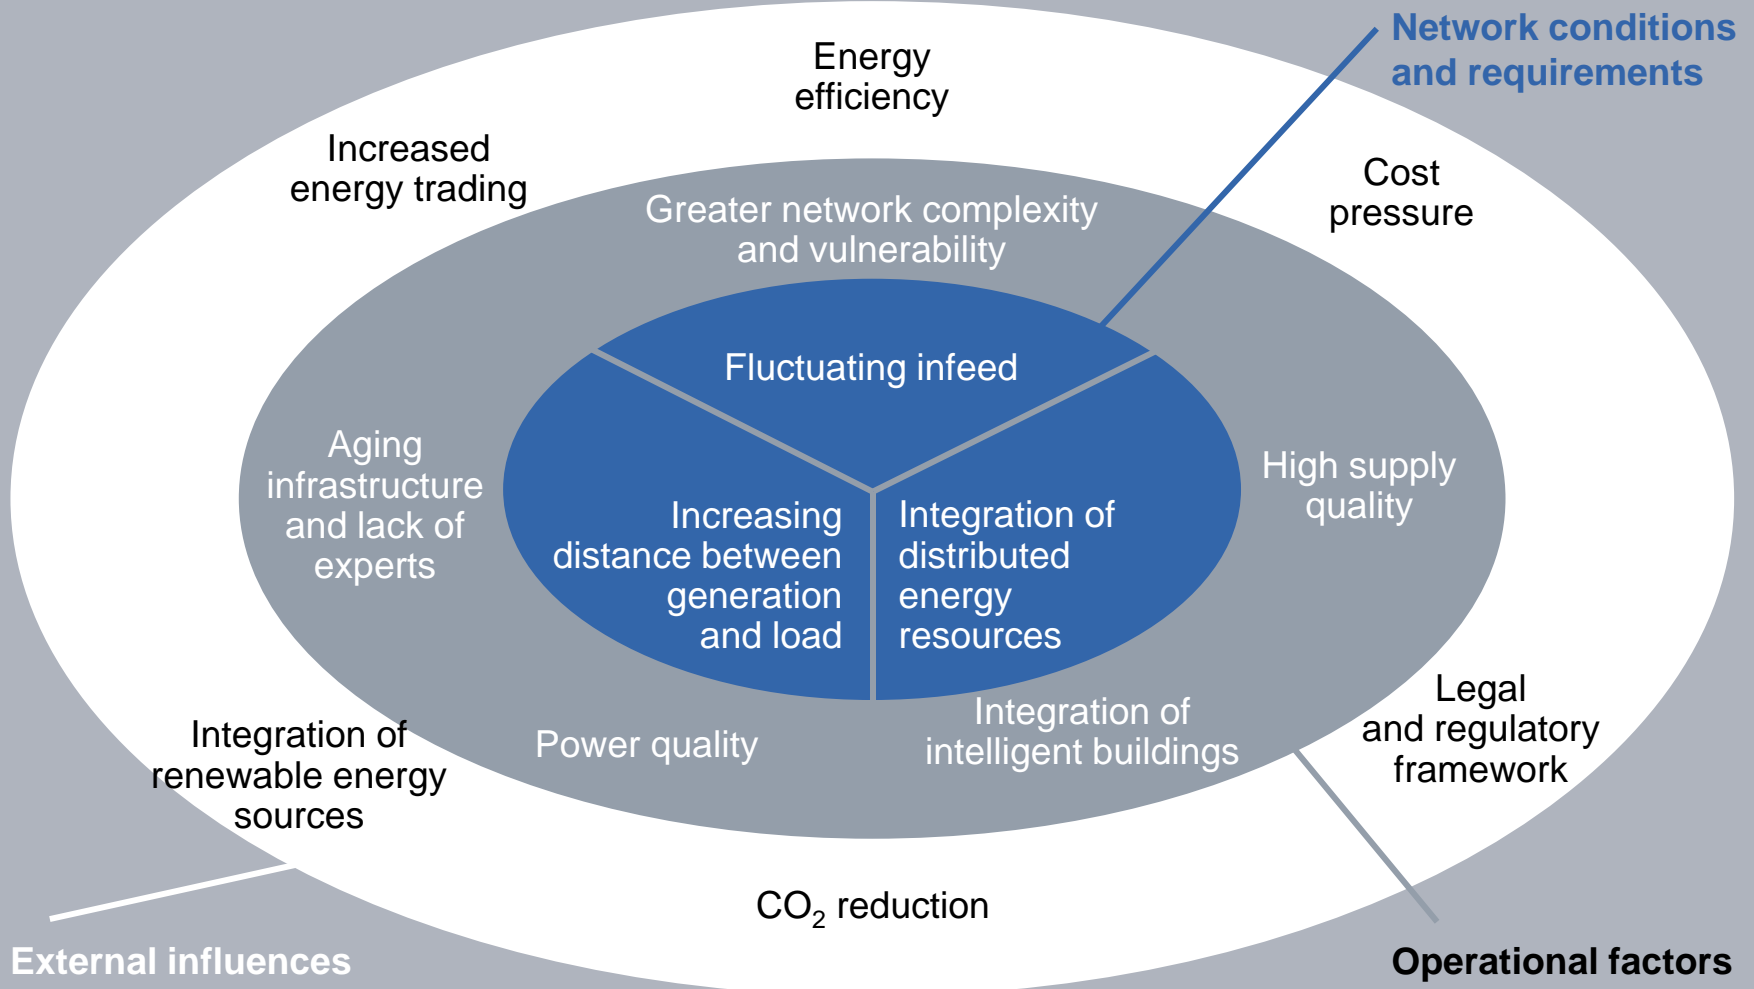 Network conditions
and requirements
Energy
efficiency
Increased
energy trading
Cost
pressure
Greater network complexity
and vulnerability
Fluctuating infeed
Aging
infrastructure
and lack of
experts
High supply
quality
Increasing
distance between
generation
and load
Integration of
distributed
energy
resources
Integration of
renewable energy
sources
Power quality
Integration of
intelligent buildings
Legal
and regulatory
framework
CO₂ reduction
External influences
Operational factors